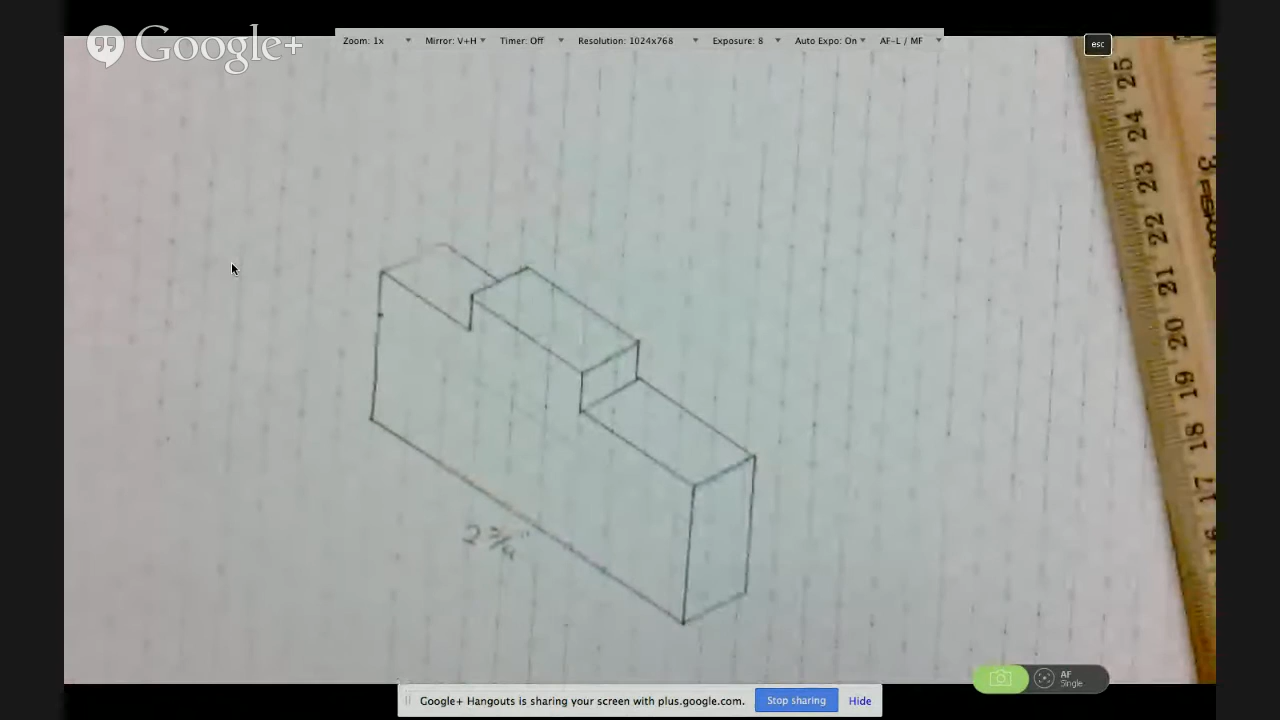 Google+
Zoom: 1x Mirror: V+H Timer: Off Resolution: 1024x768 Exposure: 8 Auto Expo: On AF-L / MF
esc
25
24
23
22
21
20
19
18
17
16
3
2 3/4"
AF
Single
Google+ Hangouts is sharing your screen with plus.google.com. Stop sharing Hide